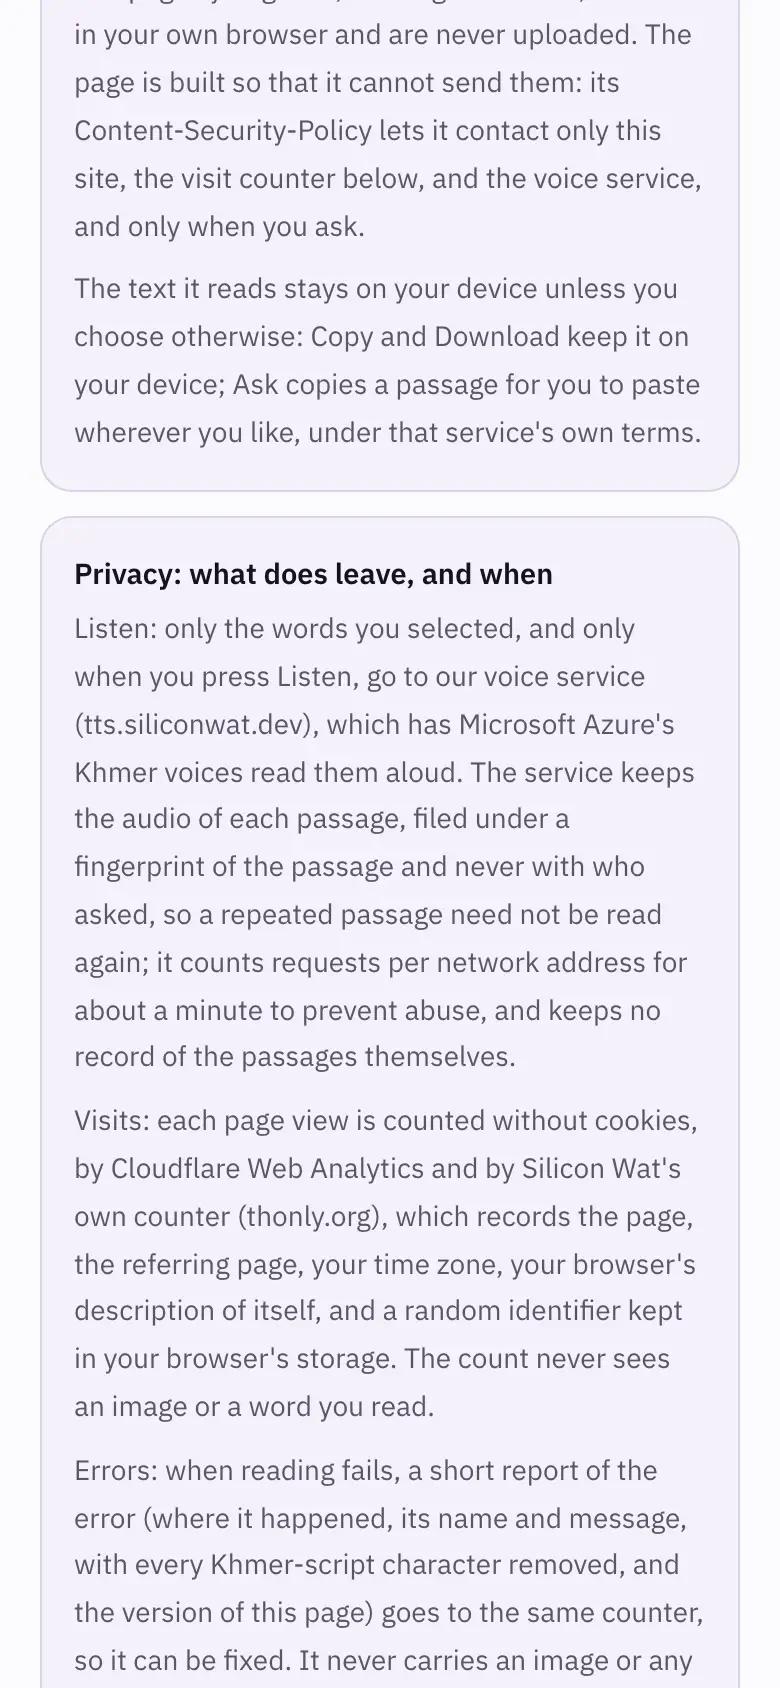 in your own browser and are never uploaded. The
page is built so that it cannot send them: its
Content-Security-Policy lets it contact only this
site, the visit counter below, and the voice service,
and only when you ask.
The text it reads stays on your device unless you
choose otherwise: Copy and Download keep it on
your device; Ask copies a passage for you to paste
wherever you like, under that service's own terms.
Privacy: what does leave, and when
Listen: only the words you selected, and only
when you press Listen, go to our voice service
(tts.siliconwat.dev), which has Microsoft Azure's
Khmer voices read them aloud. The service keeps
the audio of each passage, filed under a
fingerprint of the passage and never with who
asked, so a repeated passage need not be read
again; it counts requests per network address for
about a minute to prevent abuse, and keeps no
record of the passages themselves.
Visits: each page view is counted without cookies,
by Cloudflare Web Analytics and by Silicon Wat's
own counter (thonly.org), which records the page,
the referring page, your time zone, your browser's
description of itself, and a random identifier kept
in your browser's storage. The count never sees
an image or a word you read.
Errors: when reading fails, a short report of the
error (where it happened, its name and message,
with every Khmer-script character removed, and
the version of this page) goes to the same counter,
so it can be fixed. It never carries an image or any